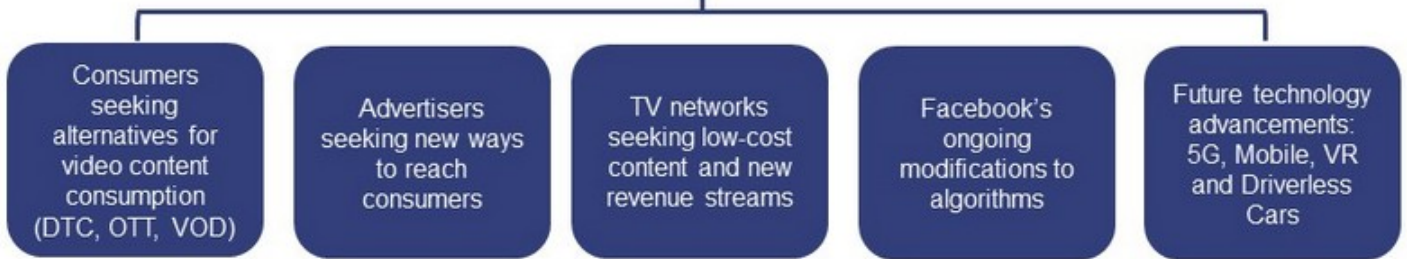 Consumers
seeking
alternatives for
video content
consumption
(DTC, OTT, VOD)
Advertisers
seeking new ways
to reach
consumers
TV networks
seeking low-cost
content and new
revenue streams
Facebook's
ongoing
modifications to
algorithms
Future technology
advancements:
5G, Mobile, VR
and Driverless
Cars